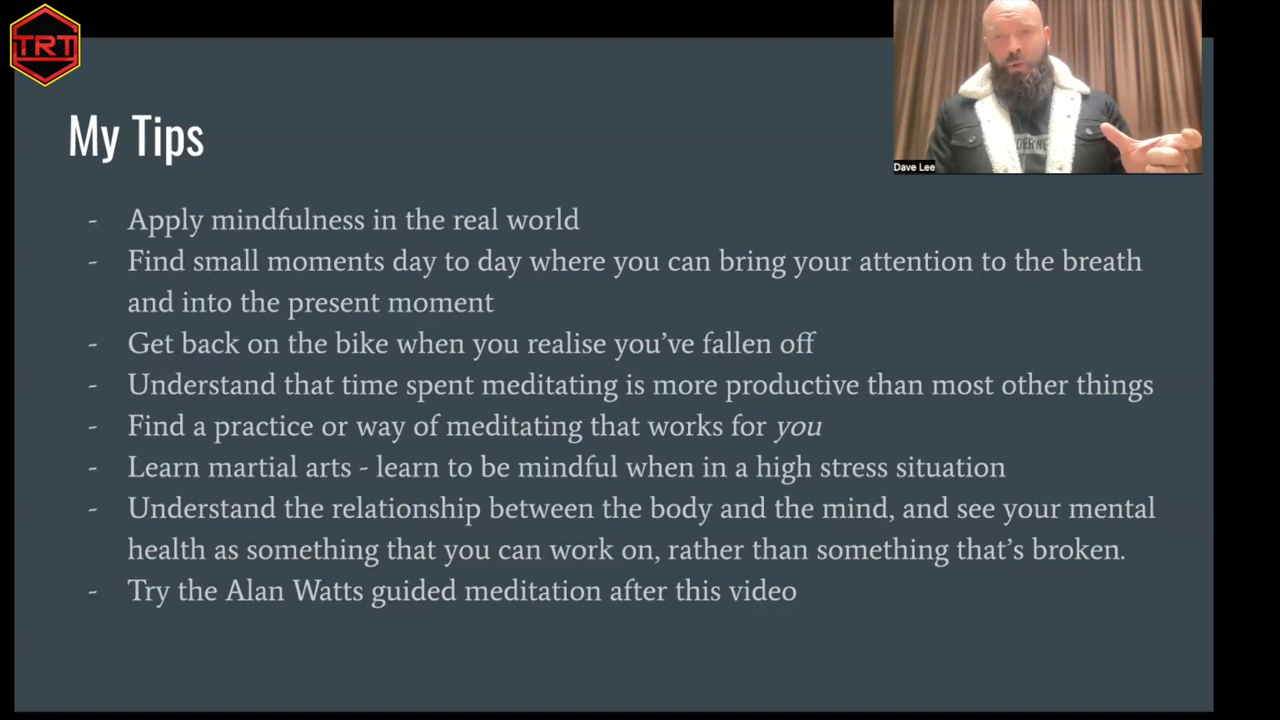 TRT
Dave Lee
My Tips
- Apply mindfulness in the real world
- Find small moments day to day where you can bring your attention to the breath
and into the present moment
- Get back on the bike when you realise you’ve fallen off
- Understand that time spent meditating is more productive than most other things
- Find a practice or way of meditating that works for you
- Learn martial arts - learn to be mindful when in a high stress situation
- Understand the relationship between the body and the mind, and see your mental
health as something that you can work on, rather than something that’s broken.
- Try the Alan Watts guided meditation after this video